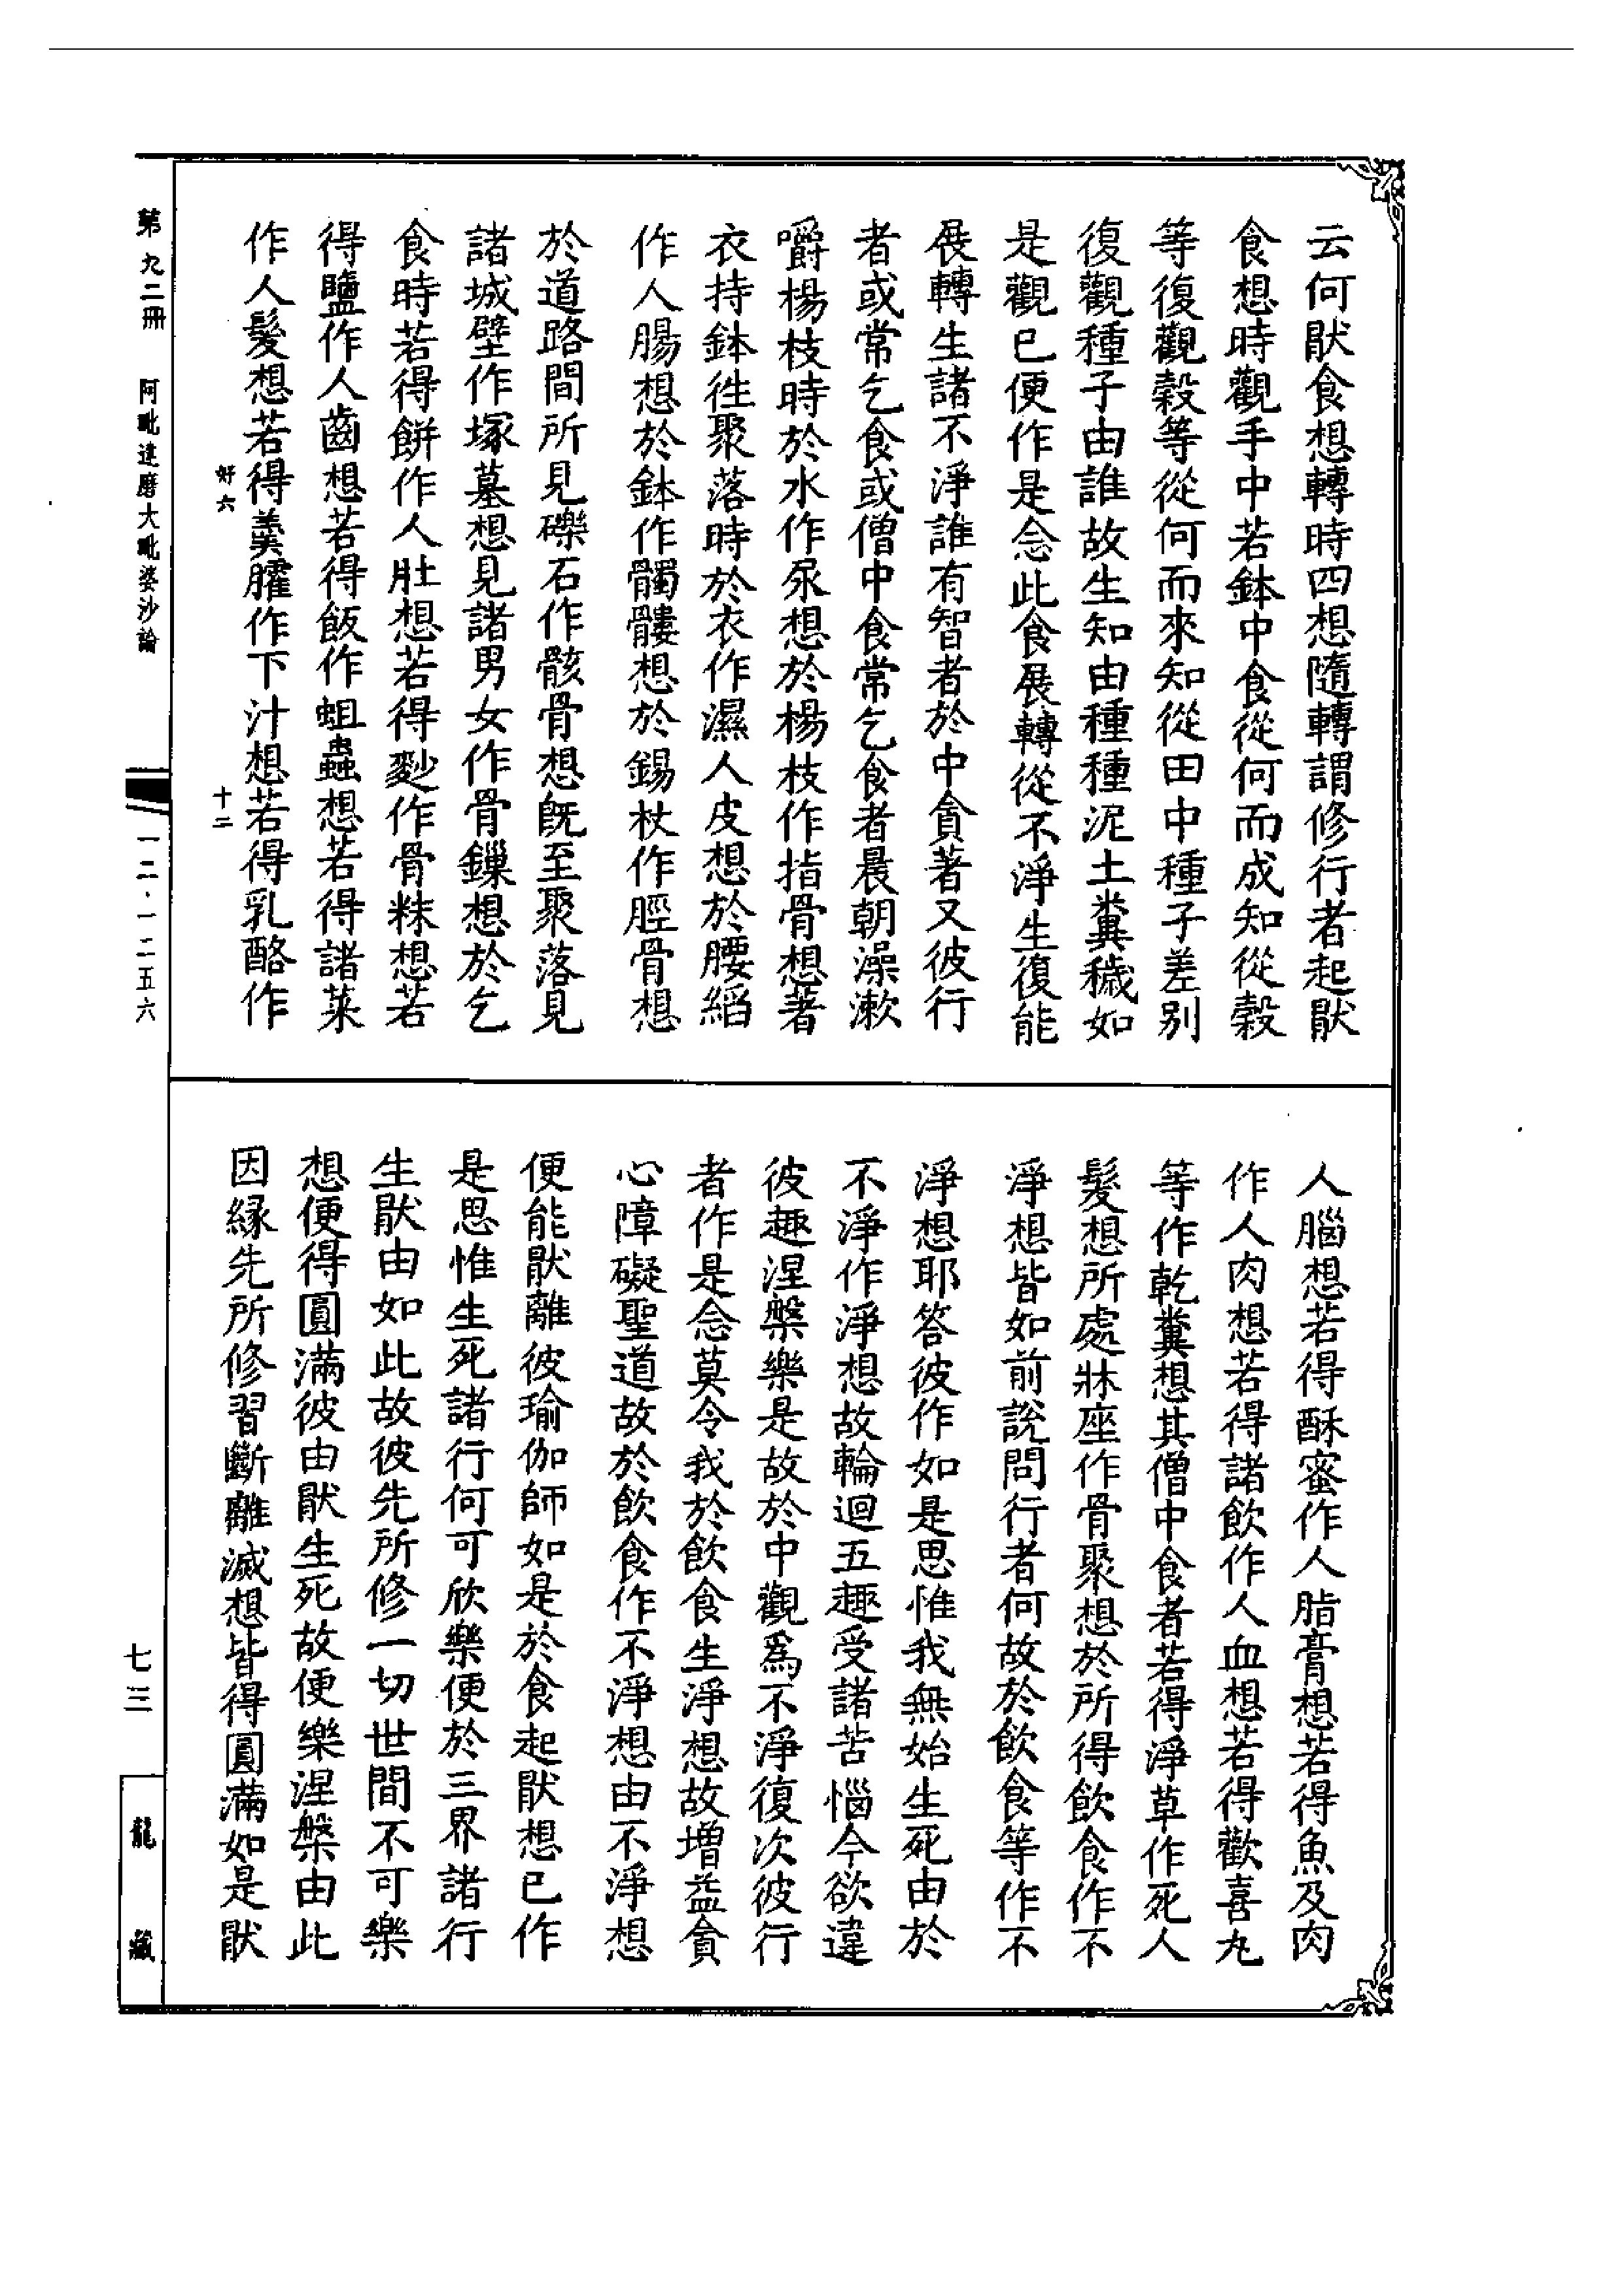 云何猒食想轉時四想隨轉謂修行者起猒
食想時觀手中若鉢中食從何而成知從穀
等復觀穀等從何而來知從田中種子差别
復觀種子由誰故生知由種種泥土糞穢如
是觀已便作是念此食展轉從不淨生復能
展轉生諸不淨誰有智者於中貪著又彼行
者或常乞食或僧中食常乞食者晨朝澡漱
嚼楊枝時於水作尿想於楊枝作指骨想著
衣持鉢徃聚落時於衣作濕人皮想於腰縚
作人腸想於鉢作髑髏想於錫杖作脛骨想
於道路間所見礫石作骸骨想旣至聚落見
諸城壁作塚墓想見諸男女作骨鏁想於乞
食時若得餅作人肚想若得麨作骨粖想若
得鹽作人齒想若得飯作蛆蟲想若得諸菜
作人髮想若得羮臛作下汁想若得乳酪作
人腦想若得酥蜜作人脂膏想若得魚及肉
作人肉想若得諸飲作人血想若得歡喜丸
等作乾糞想其僧中食者若得淨草作死人
髮想所處牀座作骨聚想於所得飲食作不
淨想皆如前說問行者何故於飲食等作不
淨想耶答彼作如是思惟我無始生死由於
不淨作淨想故輪迴五趣受諸苦惱今欲違
彼趣涅槃樂是故於中觀爲不淨復次彼行
者作是念莫令我於飲食生淨想故增益貪
心障礙聖道故於飲食作不淨想由不淨想
便能猒離彼瑜伽師如是於食起猒想已作
是思惟生死諸行何可欣樂便於三界諸行
生猒由如此故彼先所修一切世間不可樂
想便得圓滿彼由猒生死故便樂涅槃由此
因緣先所修習斷離滅想皆得圓滿如是猒
好六
十二
第九二冊
阿毗達磨大毗婆沙論
一二、一二五六
七三
龍藏